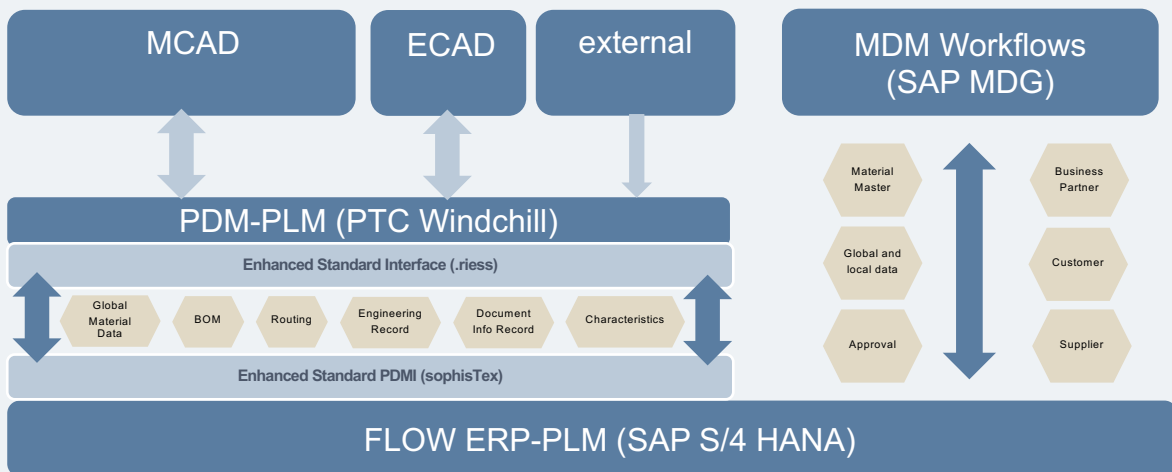 MCAD
ECAD
external
MDM Workflows
(SAP MDG)
Material
Master
Business
Partner
PDM-PLM (PTC Windchill)
Enhanced Standard Interface (.riess)
Global and
local data
Customer
Global
Material
Data
BOM
Routing
Engineering
Record
Document
Info Record
Characteristics
Approval
Supplier
Enhanced Standard PDMI (sophisTex)
FLOW ERP-PLM (SAP S/4 HANA)